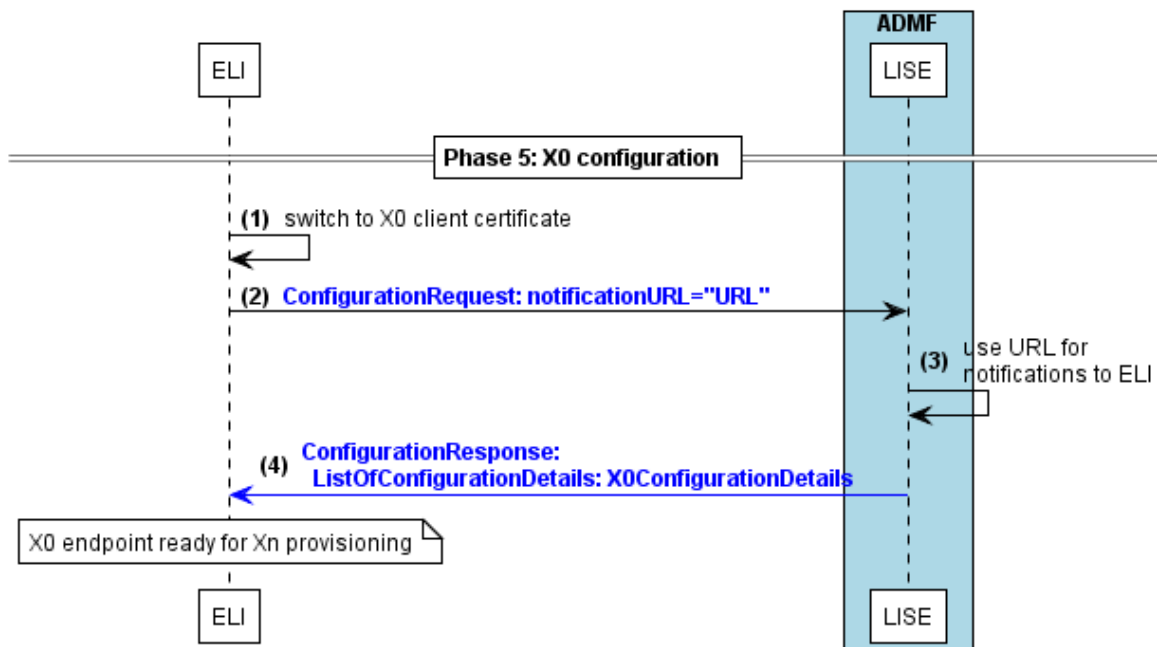 ADMF
ELI
LISE
Phase 5: X0 configuration
(1) switch to X0 client certificate
(2) ConfigurationRequest: notificationURL="URL"
(3) use URL for
notifications to ELI
(4) ConfigurationResponse:
ListOfConfigurationDetails: X0ConfigurationDetails
X0 endpoint ready for Xn provisioning
ELI
LISE